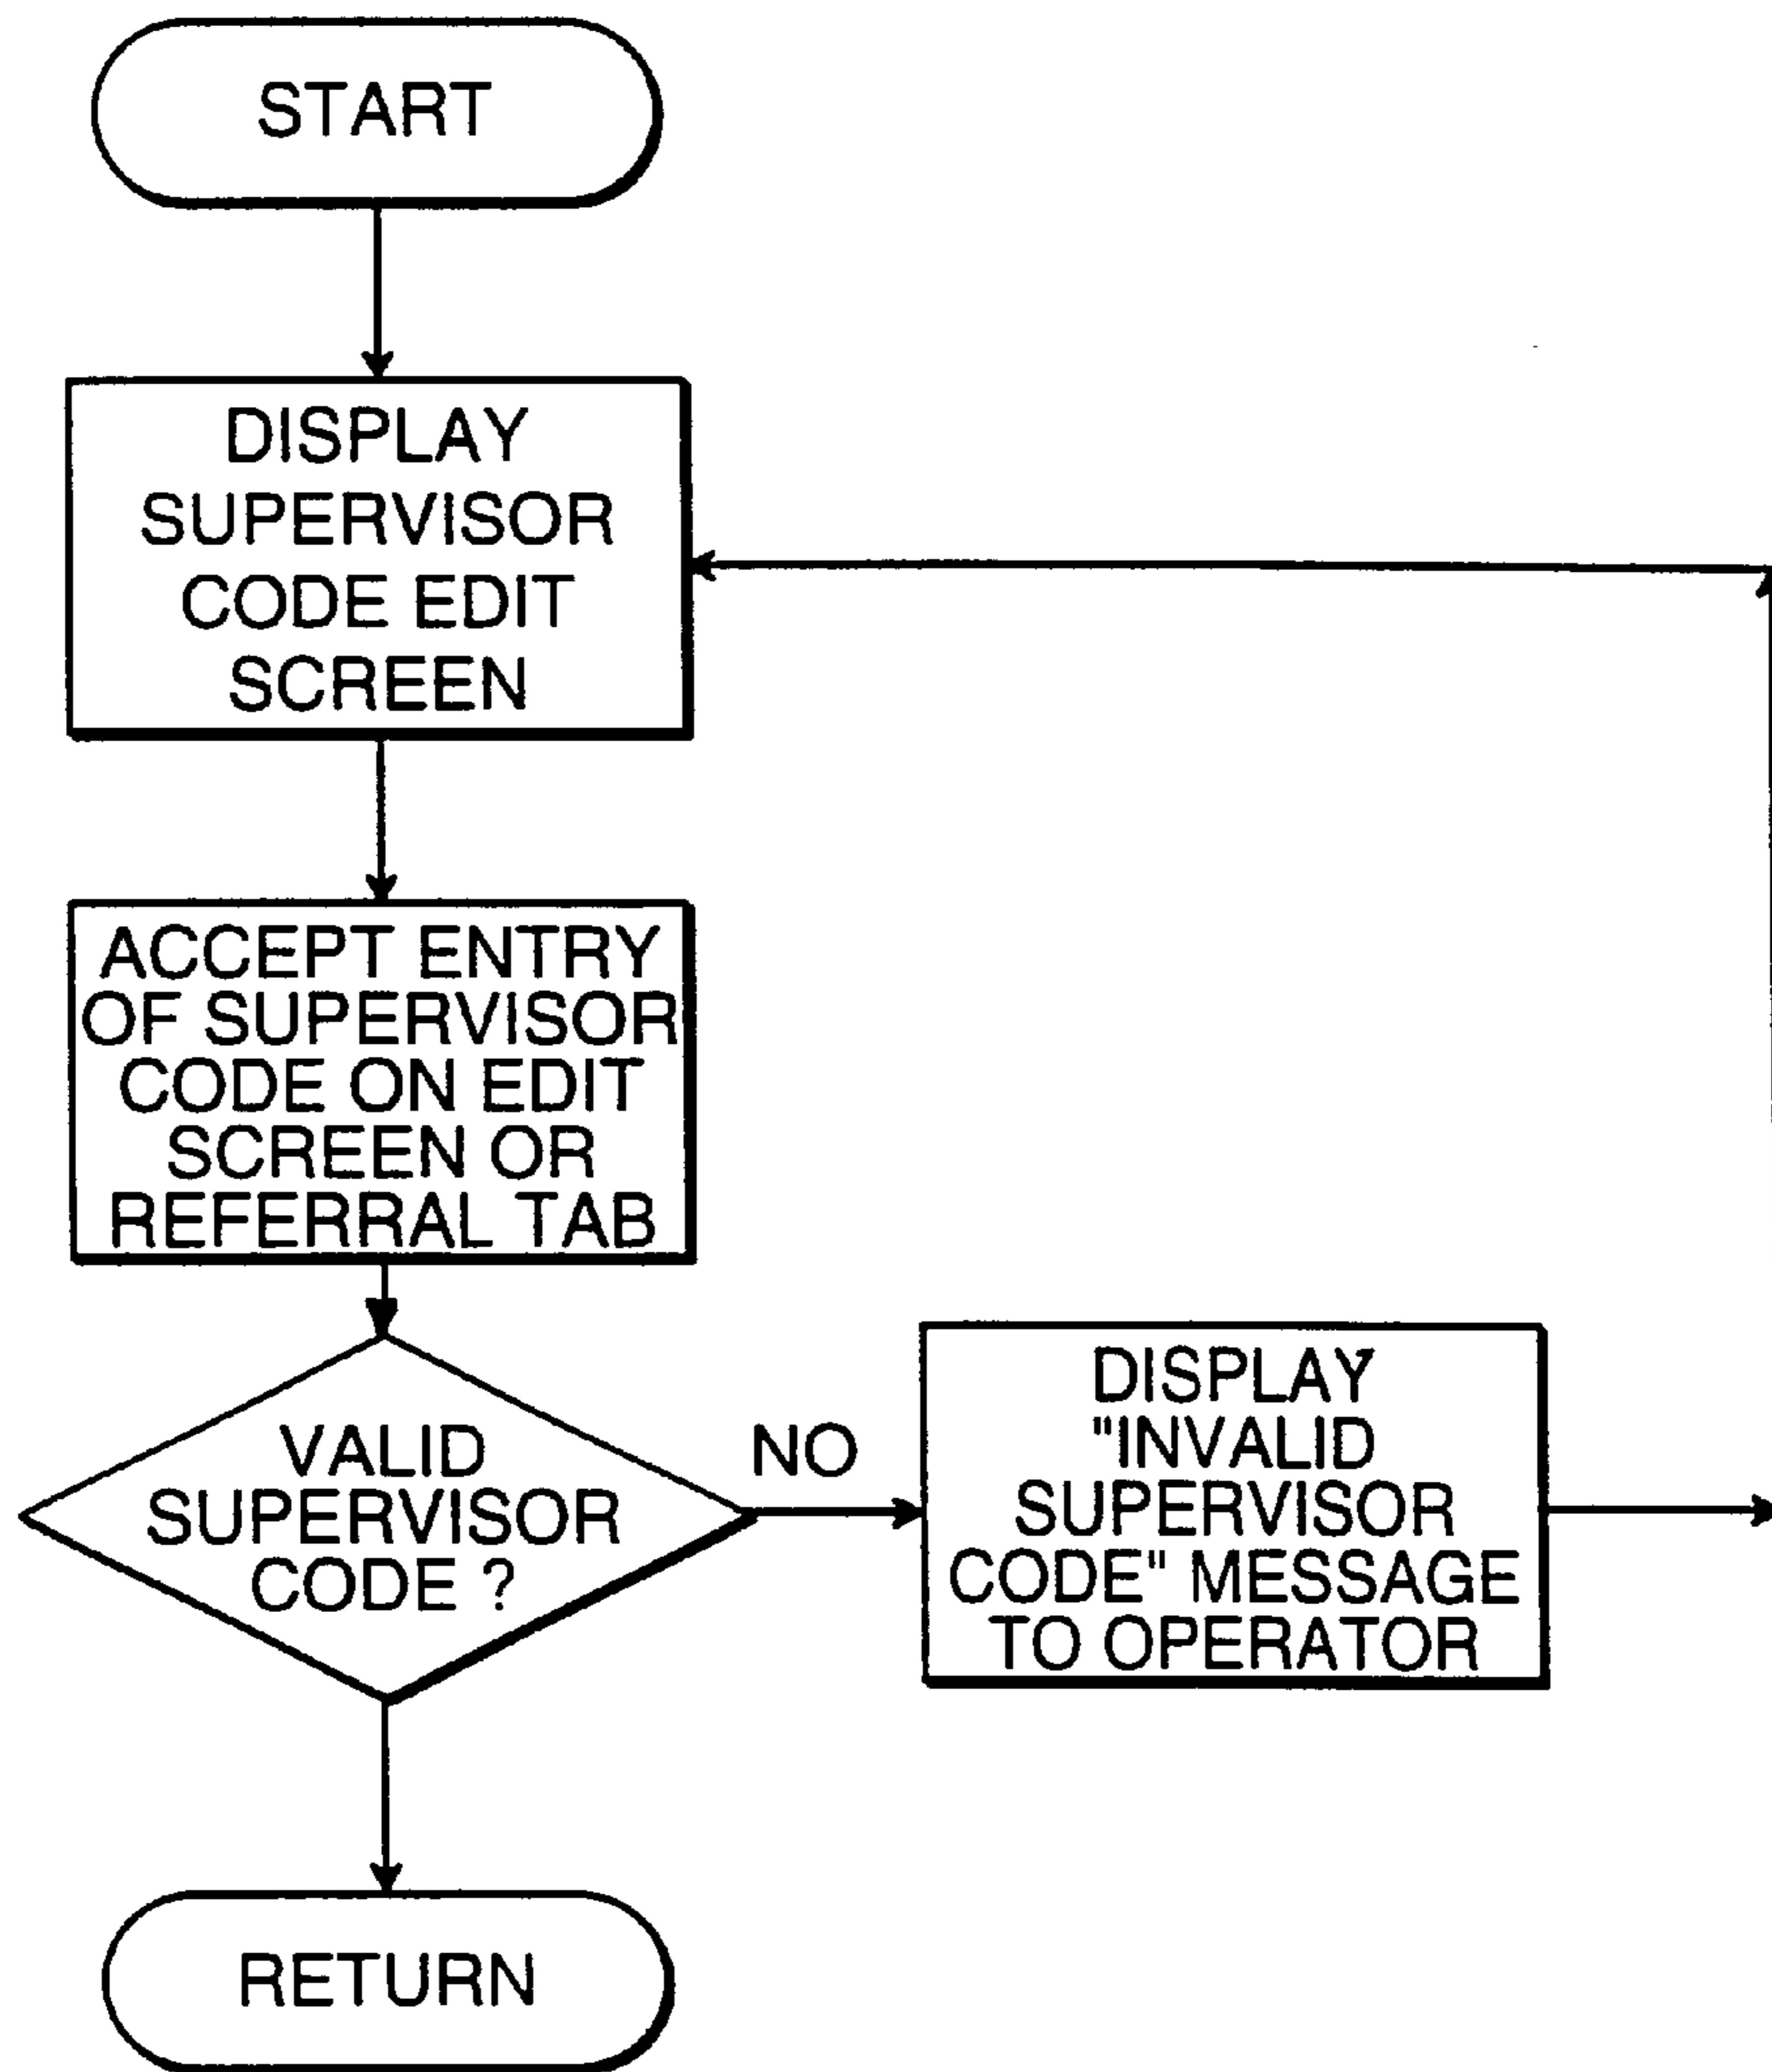 START
DISPLAY
SUPERVISOR
CODE EDIT
SCREEN
ACCEPT ENTRY
OF SUPERVISOR
CODE ON EDIT
SCREEN OR
REFERRAL TAB
VALID
SUPERVISOR
CODE ?
NO
DISPLAY
"INVALID
SUPERVISOR
CODE" MESSAGE
TO OPERATOR
RETURN